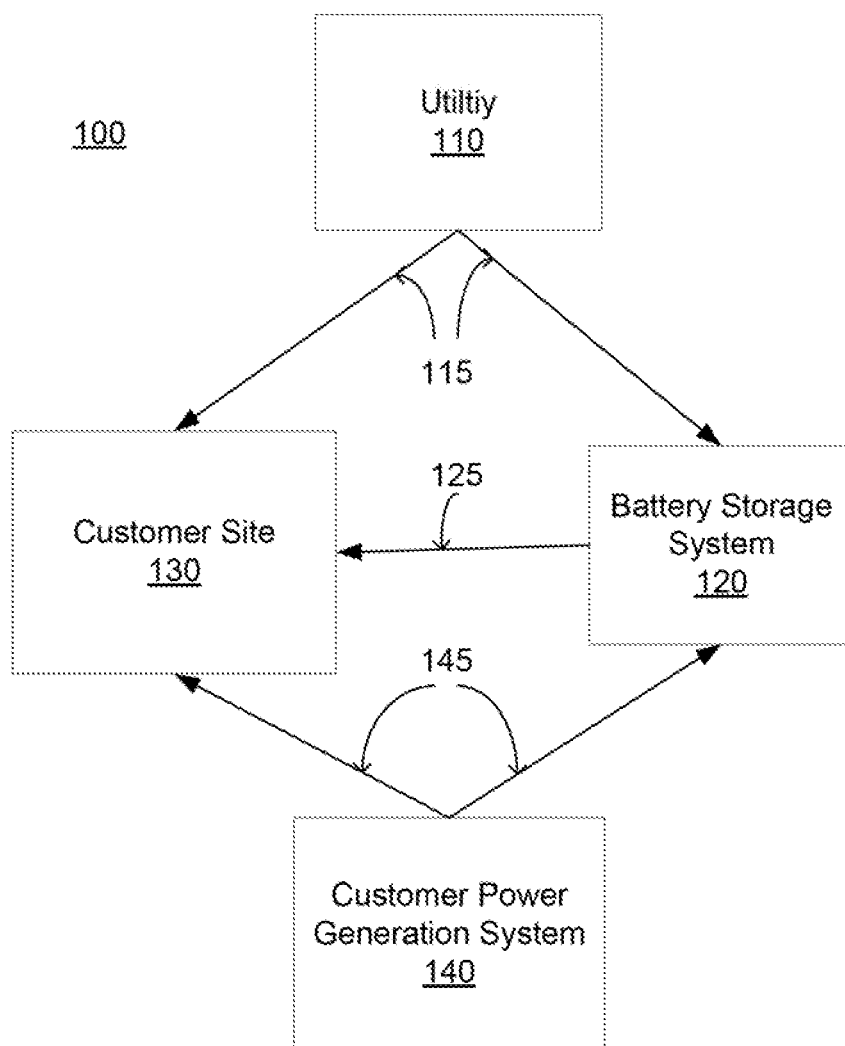 Utiltiy
110
100
115
125
Customer Site
130
Battery Storage
System
120
145
Customer Power
Generation System
140